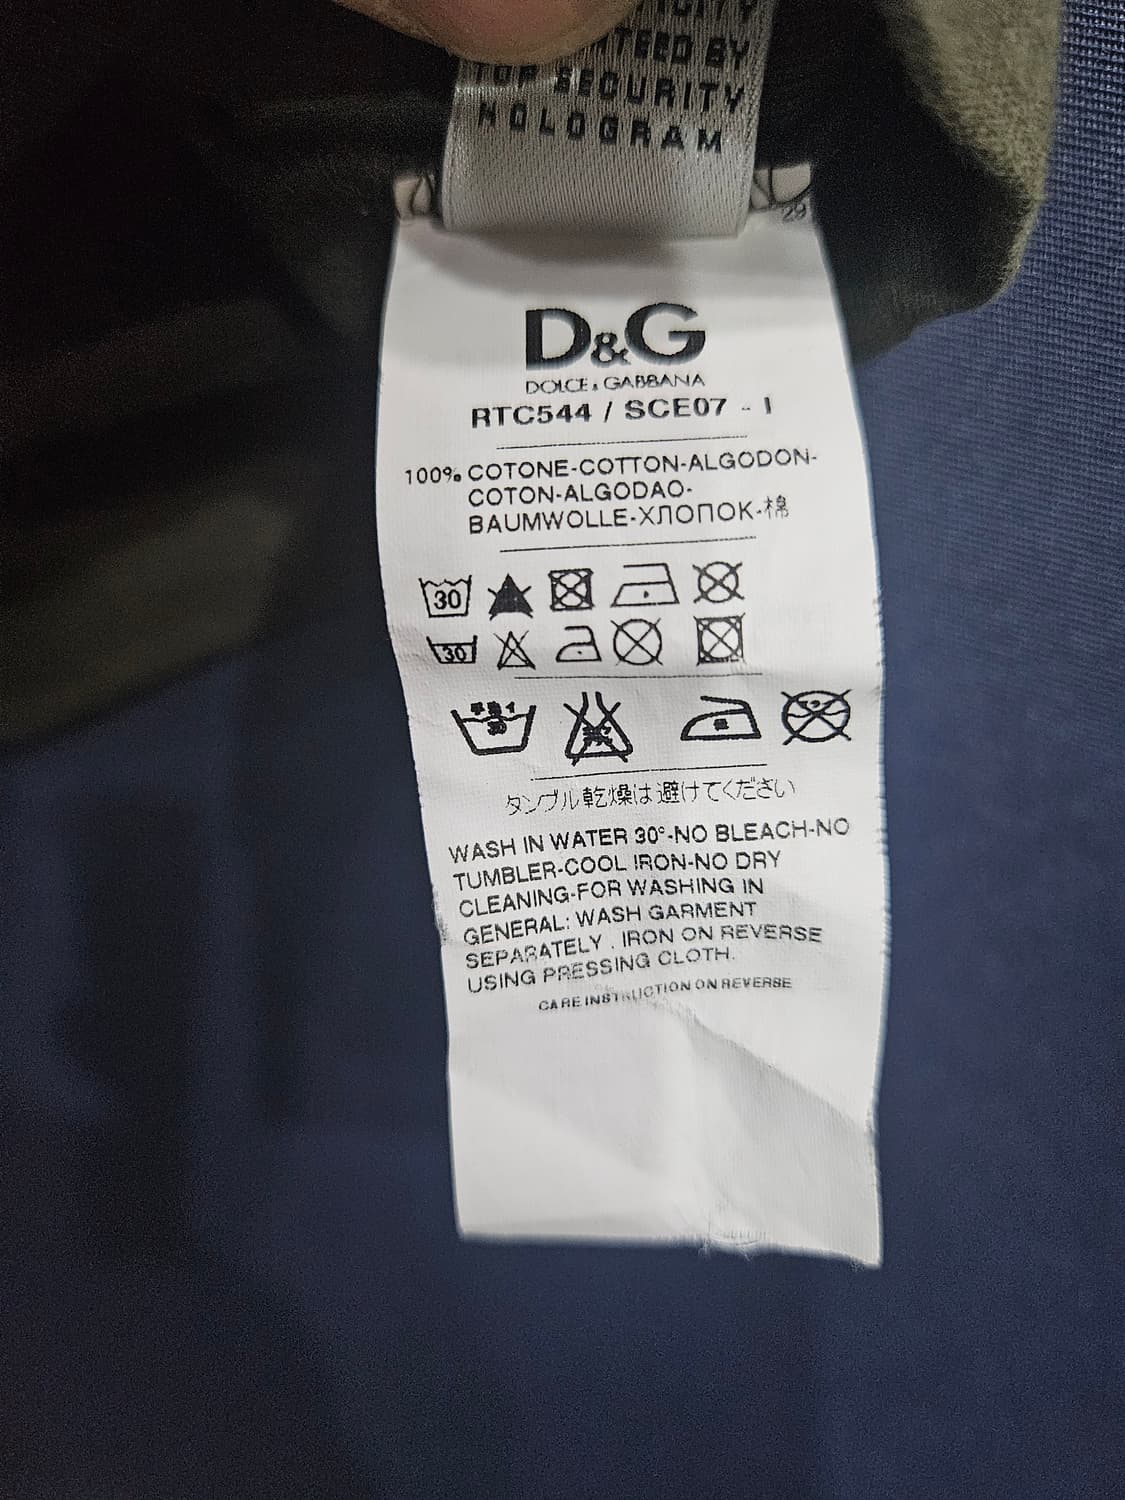 TOP SECURITY
HOLOGRAM
29
D&G
DOLCE & GABBANA
RTC544 / SCE07 - I
100% COTONE-COTTON-ALGODON-
COTON-ALGODAO-
BAUMWOLLE-ХЛОПОК-棉
30
30
30
タンブル乾燥は避けてください
WASH IN WATER 30°-NO BLEACH-NO
TUMBLER-COOL IRON-NO DRY
CLEANING-FOR WASHING IN
GENERAL: WASH GARMENT
SEPARATELY . IRON ON REVERSE
USING PRESSING CLOTH.
CARE INSTRUCTION ON REVERSE